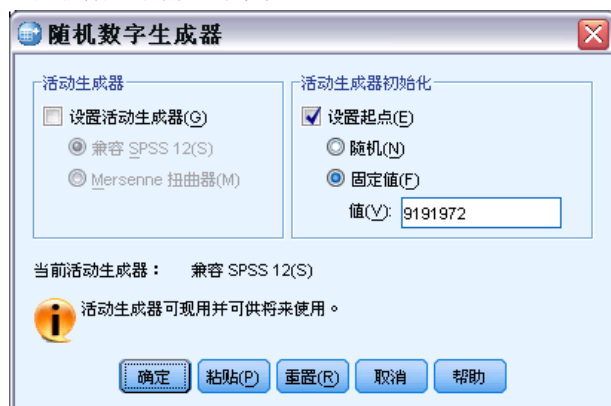 随机数字生成器
活动生成器
设置活动生成器(G)
兼容 SPSS 12(S)
Mersenne 扭曲器(M)
活动生成器初始化
设置起点(E)
随机(N)
固定值(F)
值(V): 9191972
当前活动生成器： 兼容 SPSS 12(S)
活动生成器可现用并可供将来使用。
确定 粘贴(P) 重置(R) 取消 帮助